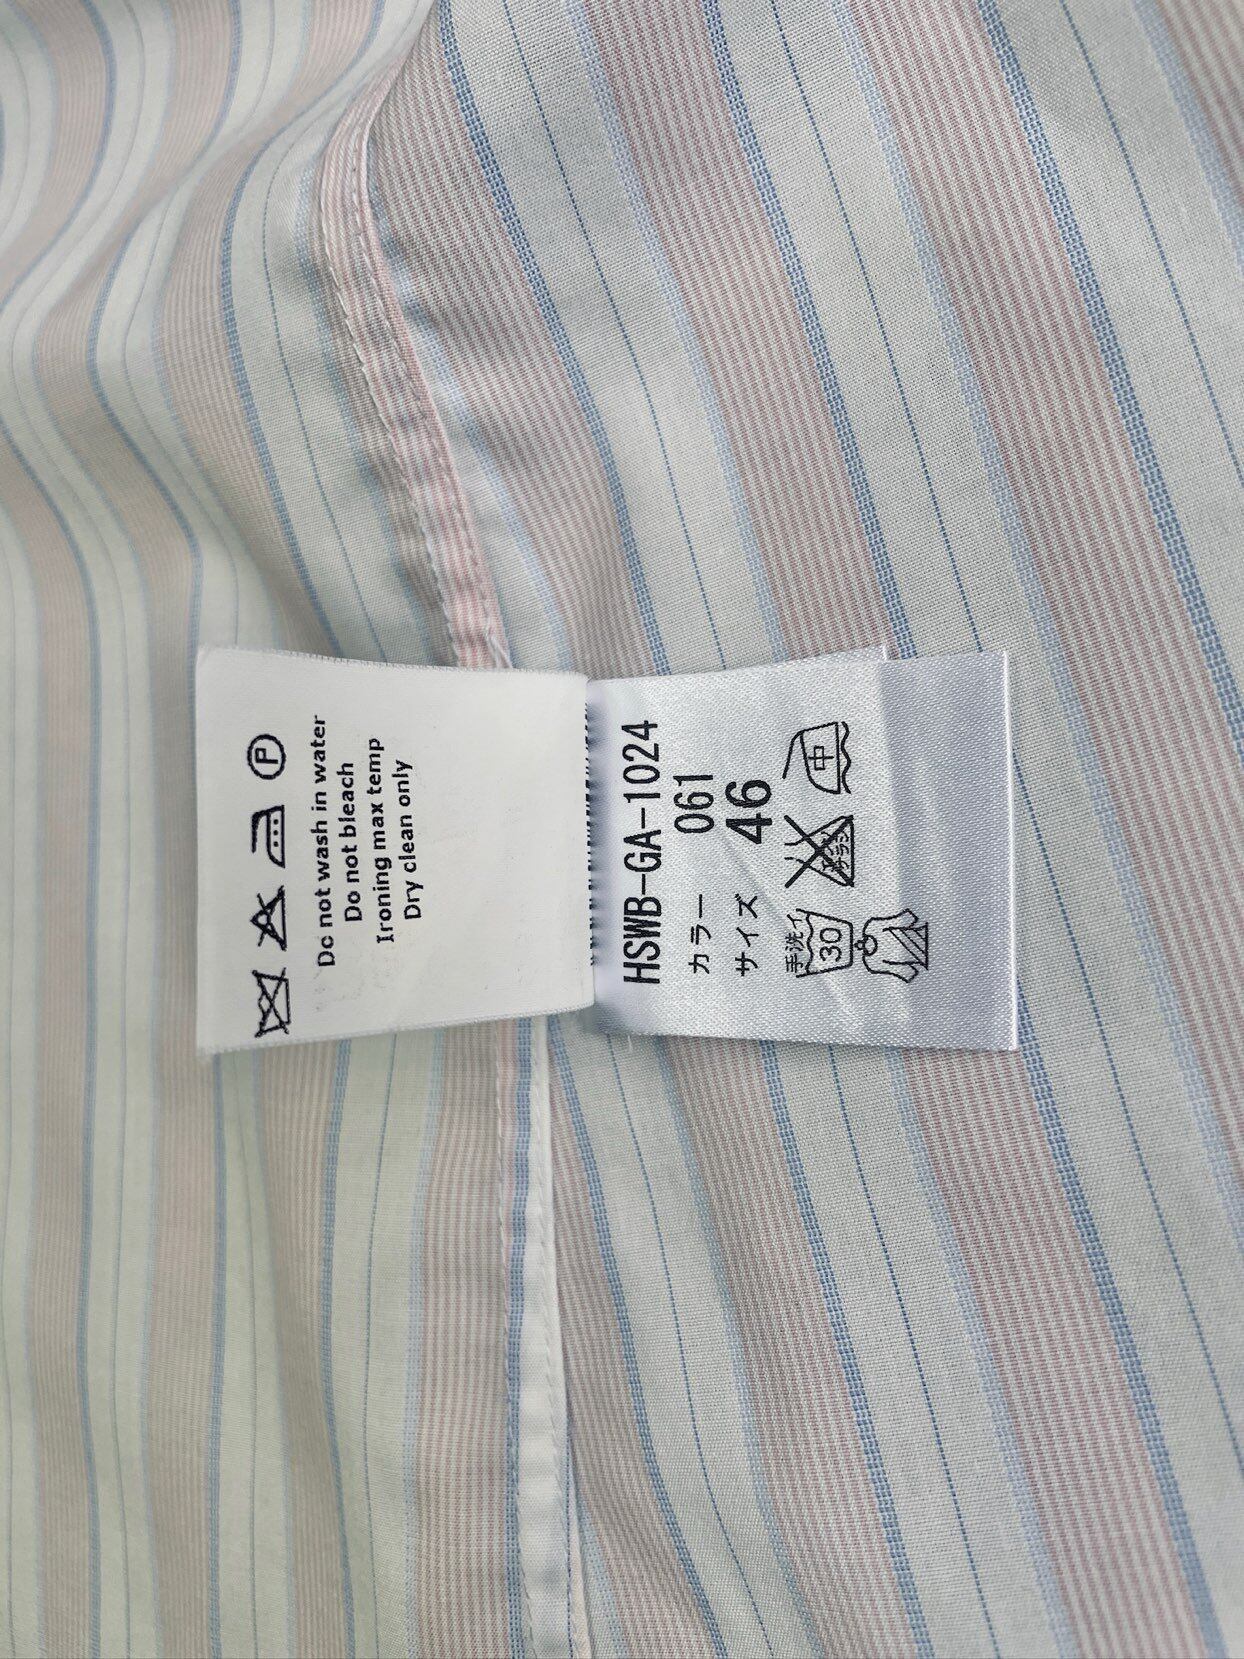 P
Do not wash in water
Do not bleach
Ironing max temp
Dry clean only
HSWB-GA-1024
カラー 061
サイズ 46
手洗イ
30
中